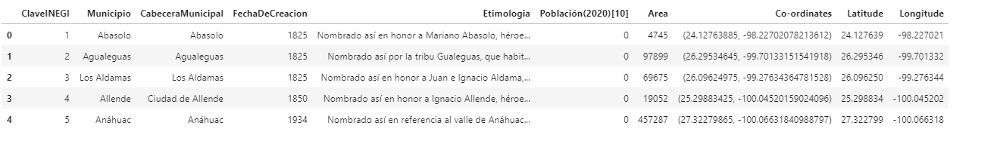 ClaveINEGI Municipio CabeceraMunicipal FechaDeCreacion Etimologia Población(2020)[10] Area Co-ordinates Latitude Longitude
0 1 Abasolo Abasolo 1825 Nombrado así en honor a Mariano Abasolo, héroe... 0 4745 (24.12763885, -98.22702078213612) 24.127639 -98.227021
1 2 Agualeguas Agualeguas 1825 Nombrado así por la tribu Gualeguas, que habit... 0 97899 (26.29534645, -99.70133151541918) 26.295346 -99.701332
2 3 Los Aldamas Los Aldamas 1825 Nombrado así en honor a Juan e Ignacio Aldama,... 0 69675 (26.09624975, -99.27634364781528) 26.096250 -99.276344
3 4 Allende Ciudad de Allende 1850 Nombrado así en honor a Ignacio Allende, héroe... 0 19052 (25.29883425, -100.04520159024096) 25.298834 -100.045202
4 5 Anáhuac Anáhuac 1934 Nombrado así en referencia al valle de Anáhuac... 0 457287 (27.32279865, -100.06631840988797) 27.322799 -100.066318